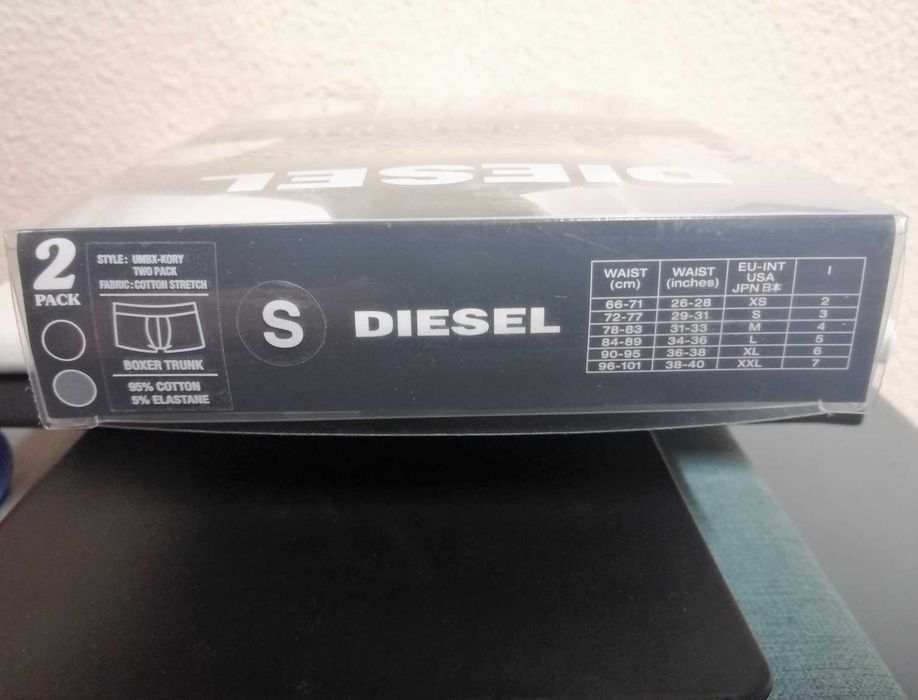 DIESEL
2
PACK
STYLE: UMBX-KORY
TWO PACK
FABRIC: COTTON STRETCH
BOXER TRUNK
95% COTTON
5% ELASTANE
S
DIESEL
WAIST (cm) WAIST (inches) EU-INT USA JPN日本 I
66-71 26-28 XS 2
72-77 29-31 S 3
78-83 31-33 M 4
84-89 34-36 L 5
90-95 36-38 XL 6
96-101 38-40 XXL 7